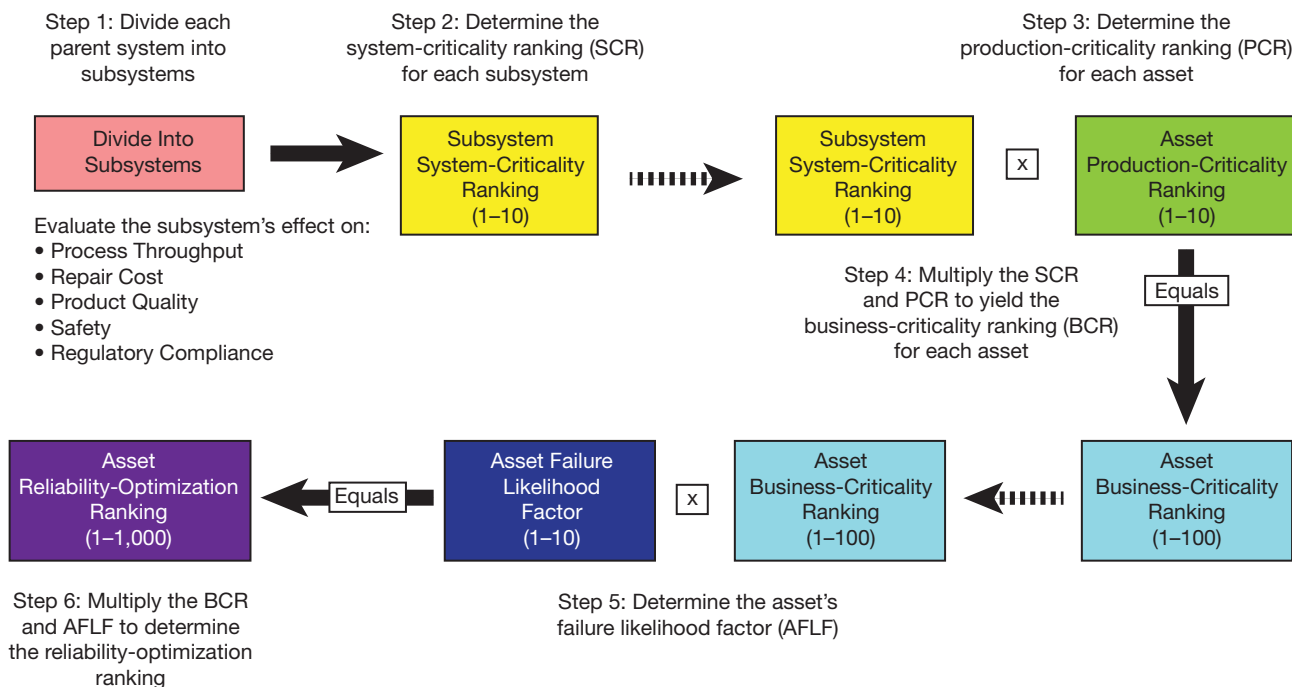 Step 1: Divide each
parent system into
subsystems
Step 2: Determine the
system-criticality ranking (SCR)
for each subsystem
Step 3: Determine the
production-criticality ranking (PCR)
for each asset
Divide Into
Subsystems
Subsystem
System-Criticality
Ranking
(1–10)
Subsystem
System-Criticality
Ranking
(1–10)
x
Asset
Production-Criticality
Ranking
(1–10)
Evaluate the subsystem's effect on:
• Process Throughput
• Repair Cost
• Product Quality
• Safety
• Regulatory Compliance
Step 4: Multiply the SCR
and PCR to yield the
business-criticality ranking (BCR)
for each asset
Equals
Asset
Reliability-Optimization
Ranking
(1–1,000)
Equals
Asset Failure
Likelihood
Factor
(1–10)
x
Asset
Business-Criticality
Ranking
(1–100)
Asset
Business-Criticality
Ranking
(1–100)
Step 6: Multiply the BCR
and AFLF to determine
the reliability-optimization
ranking
Step 5: Determine the asset's
failure likelihood factor (AFLF)